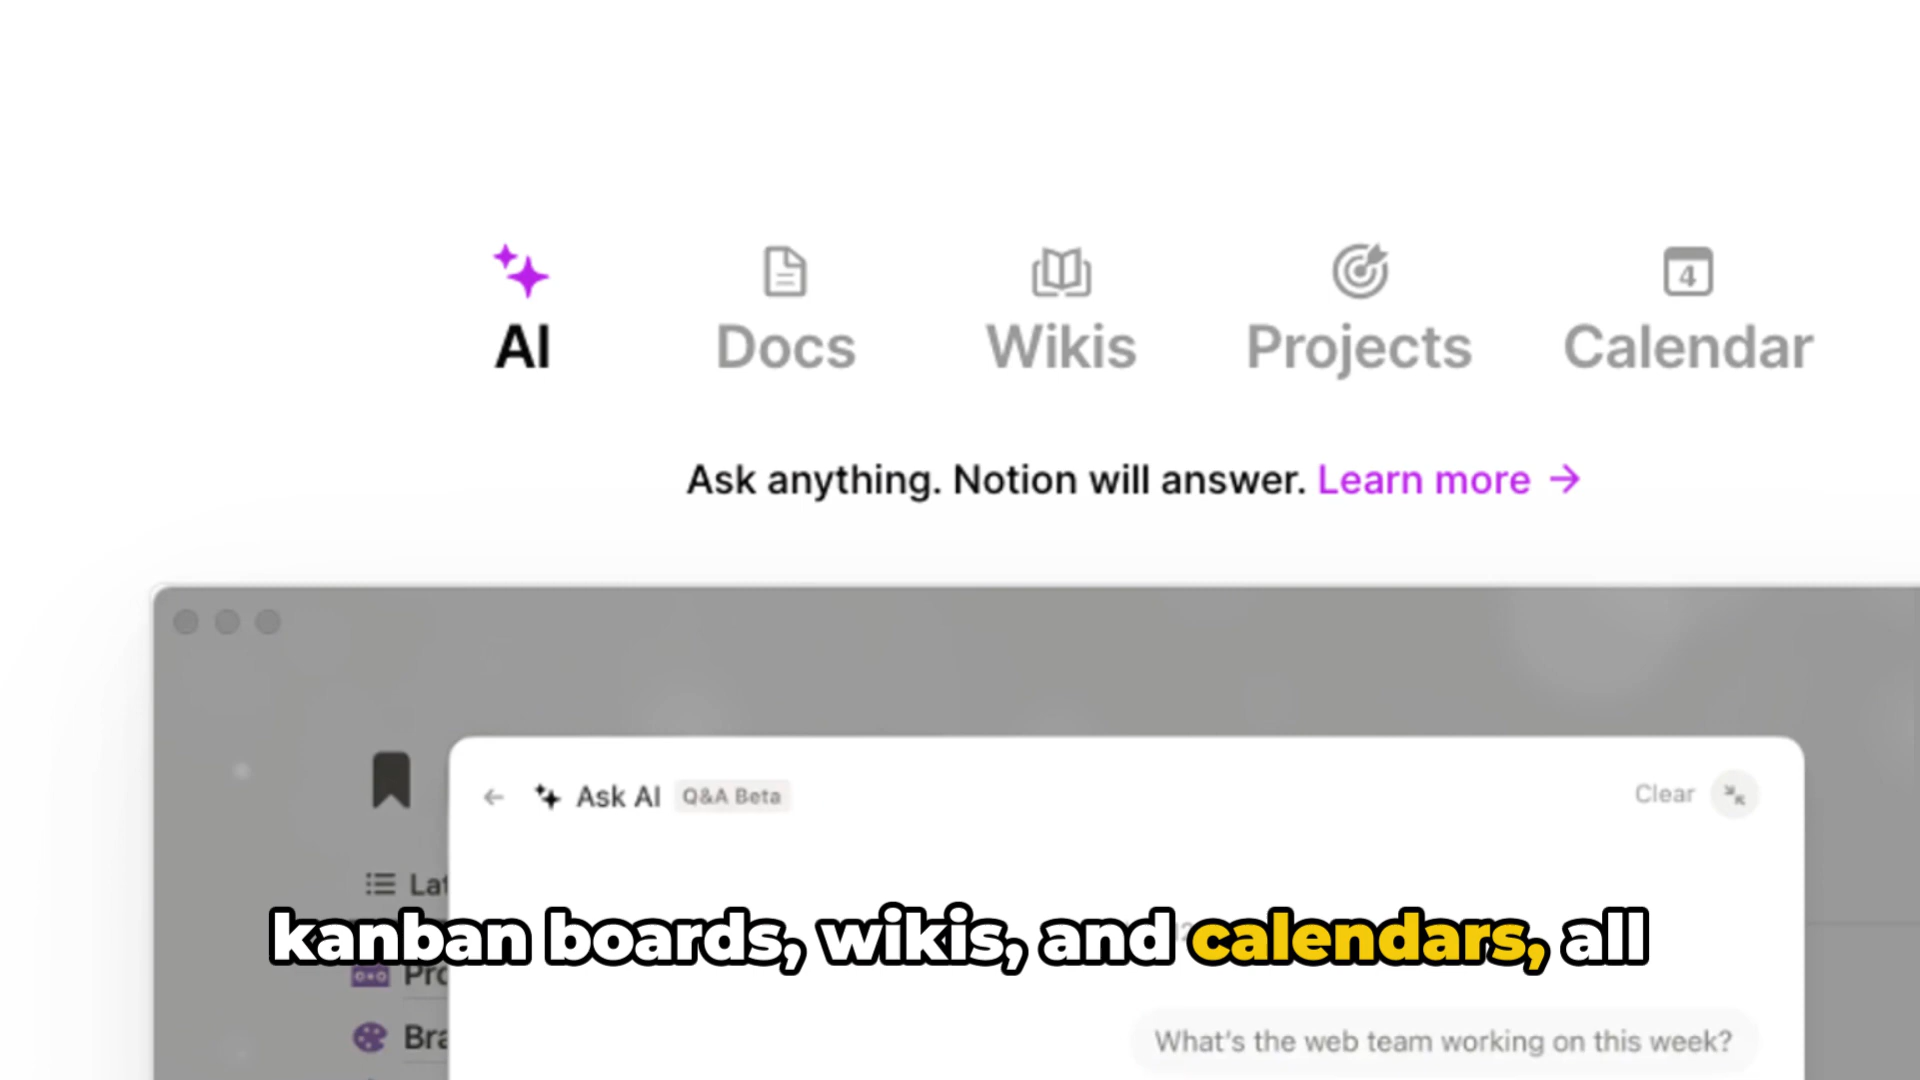 AI
Docs
Wikis
Projects
4
Calendar
Ask anything. Notion will answer. Learn more →
← Ask AI Q&A Beta
Clear
kanban boards, wikis, and calendars, all
What's the web team working on this week?